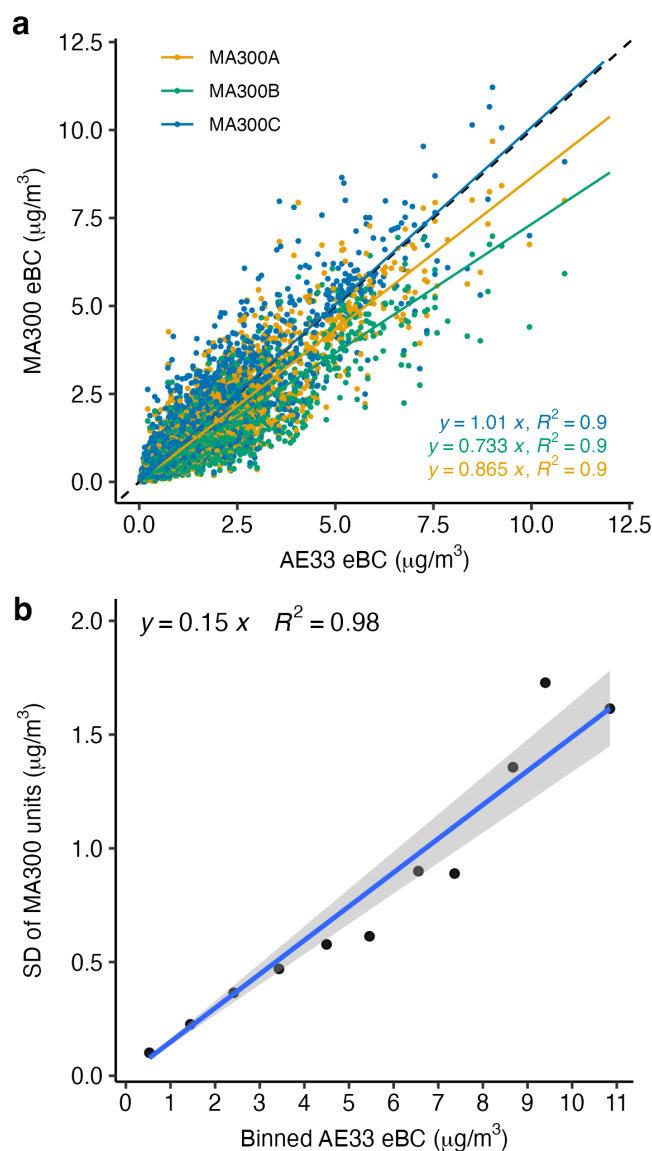 a
12.5
10.0
7.5
5.0
2.5
0.0
MA300 eBC (μg/m³)
MA300A
MA300B
MA300C
y = 1.01 x, R² = 0.9
y = 0.733 x, R² = 0.9
y = 0.865 x, R² = 0.9
0.0 2.5 5.0 7.5 10.0 12.5
AE33 eBC (μg/m³)
b
y = 0.15 x R² = 0.98
2.0
1.5
1.0
0.5
0.0
SD of MA300 units (μg/m³)
0 1 2 3 4 5 6 7 8 9 10 11
Binned AE33 eBC (μg/m³)